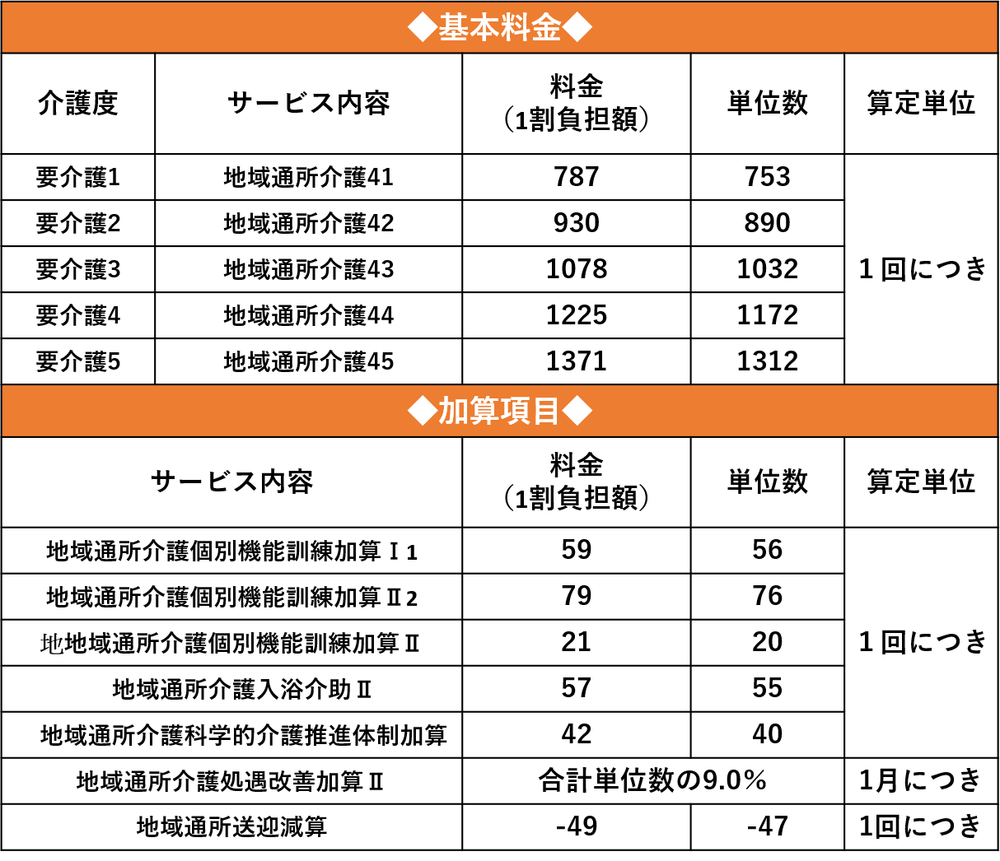 ◆基本料金◆
介護度 サービス内容 料金 単位数 算定単位
（1割負担額）
要介護1 地域通所介護41 787 753
要介護2 地域通所介護42 930 890
要介護3 地域通所介護43 1078 1032 1回につき
要介護4 地域通所介護44 1225 1172
要介護5 地域通所介護45 1371 1312
◆加算項目◆
サービス内容 料金 単位数 算定単位
（1割負担額）
地域通所介護個別機能訓練加算Ⅰ1 59 56
地域通所介護個別機能訓練加算Ⅱ2 79 76
地地域通所介護個別機能訓練加算Ⅱ 21 20 1回につき
地域通所介護入浴介助Ⅱ 57 55
地域通所介護科学的介護推進体制加算 42 40
地域通所介護処遇改善加算Ⅱ 合計単位数の9.0% 1月につき
地域通所送迎減算 -49 -47 1回につき